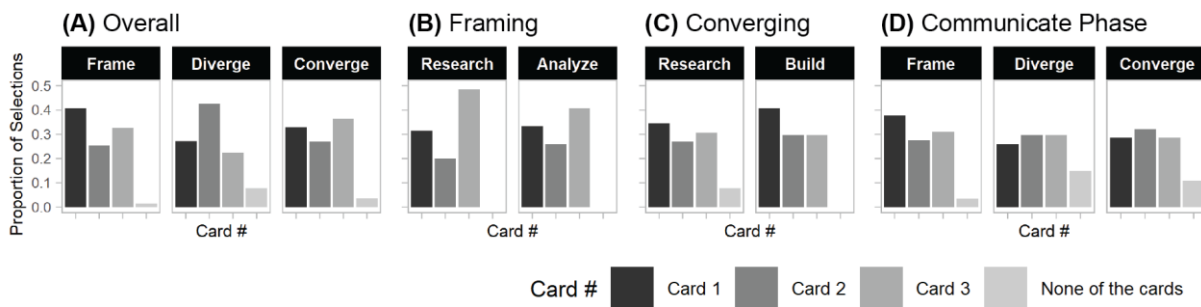 (A) Overall
(B) Framing
(C) Converging
(D) Communicate Phase
Frame
Diverge
Converge
Research
Analyze
Research
Build
Frame
Diverge
Converge
Proportion of Selections
0.5
0.4
0.3
0.2
0.1
0.0
Card #
Card #
Card #
Card #
Card #
Card 1
Card 2
Card 3
None of the cards